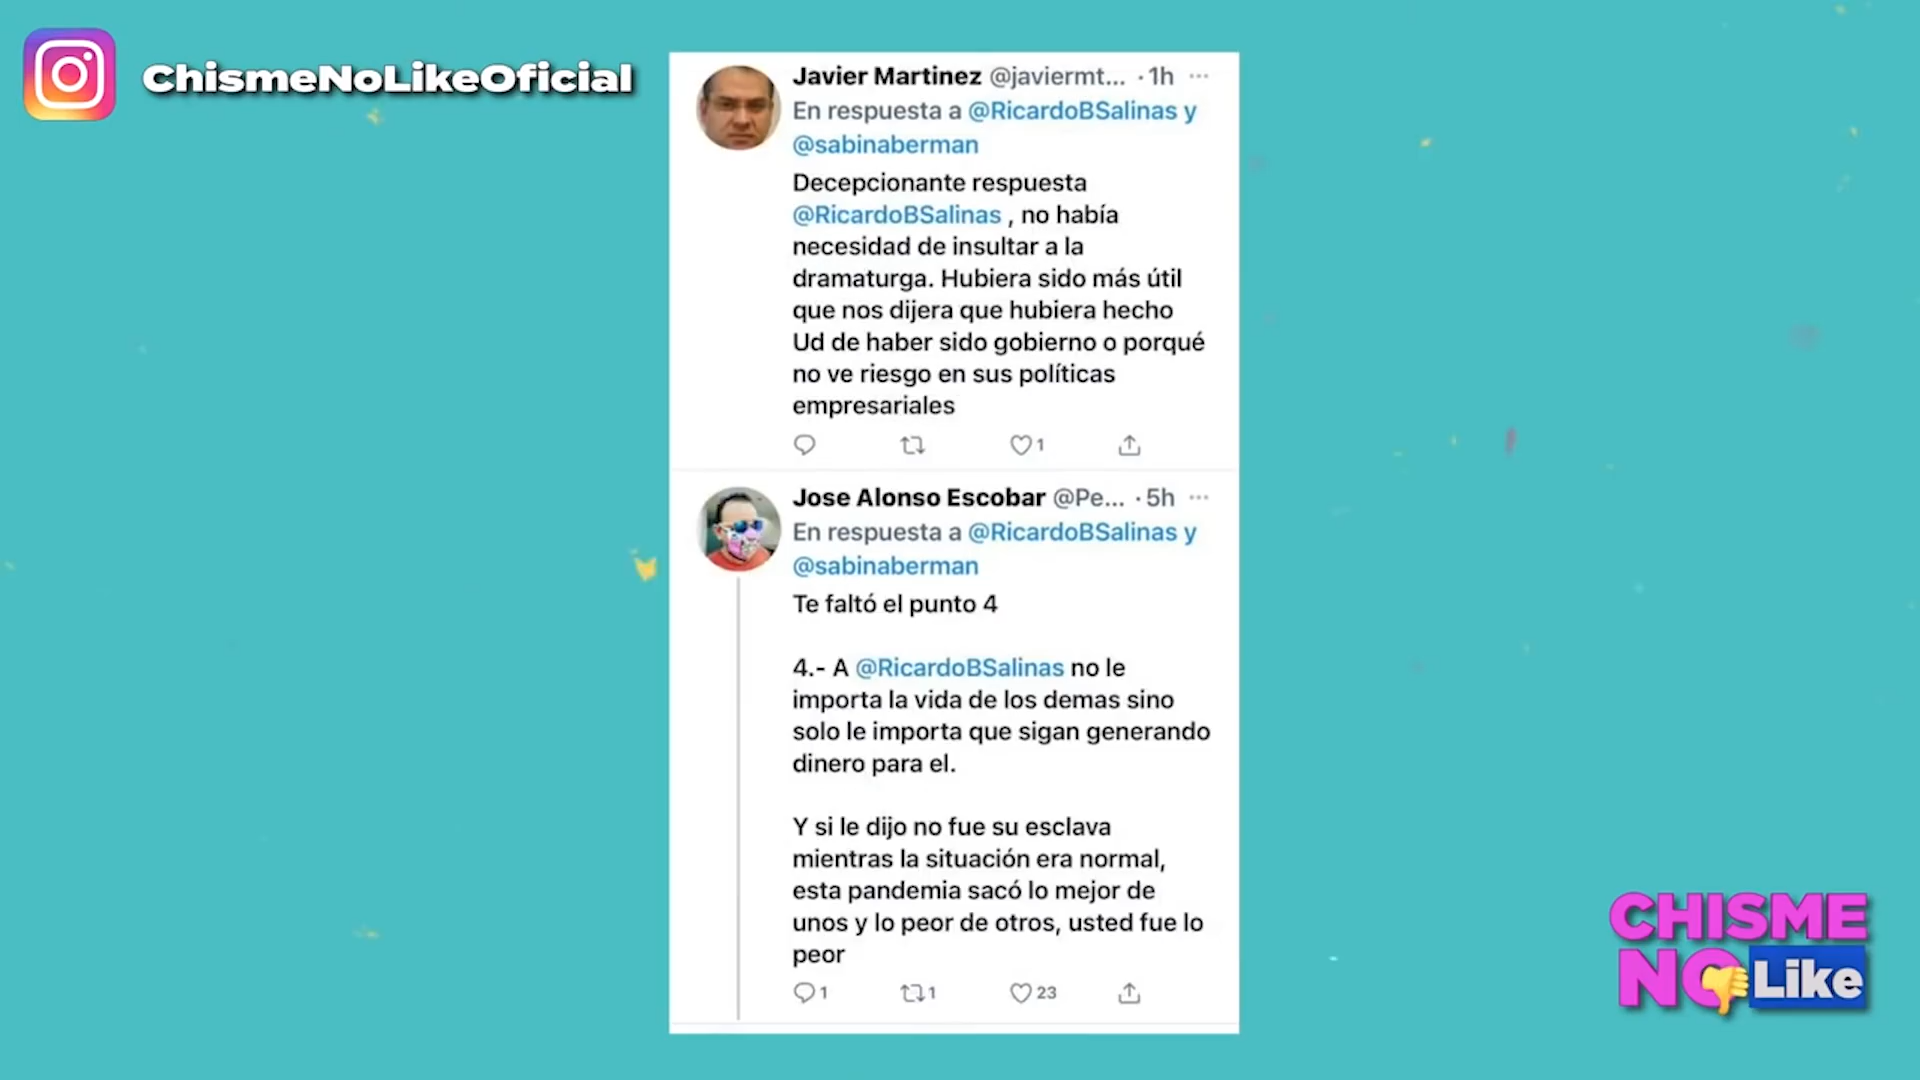 ChismeNoLikeOficial
Javier Martinez @javiermt... · 1h ...
En respuesta a @RicardoBSalinas y
@sabinaberman
Decepcionante respuesta
@RicardoBSalinas , no había
necesidad de insultar a la
dramaturga. Hubiera sido más útil
que nos dijera que hubiera hecho
Ud de haber sido gobierno o porqué
no ve riesgo en sus políticas
empresariales
1
Jose Alonso Escobar @Pe... · 5h ...
En respuesta a @RicardoBSalinas y
@sabinaberman
Te faltó el punto 4
4.- A @RicardoBSalinas no le
importa la vida de los demas sino
solo le importa que sigan generando
dinero para el.
Y si le dijo no fue su esclava
mientras la situación era normal,
esta pandemia sacó lo mejor de
unos y lo peor de otros, usted fue lo
peor
1 1 23
CHISME
NO Like